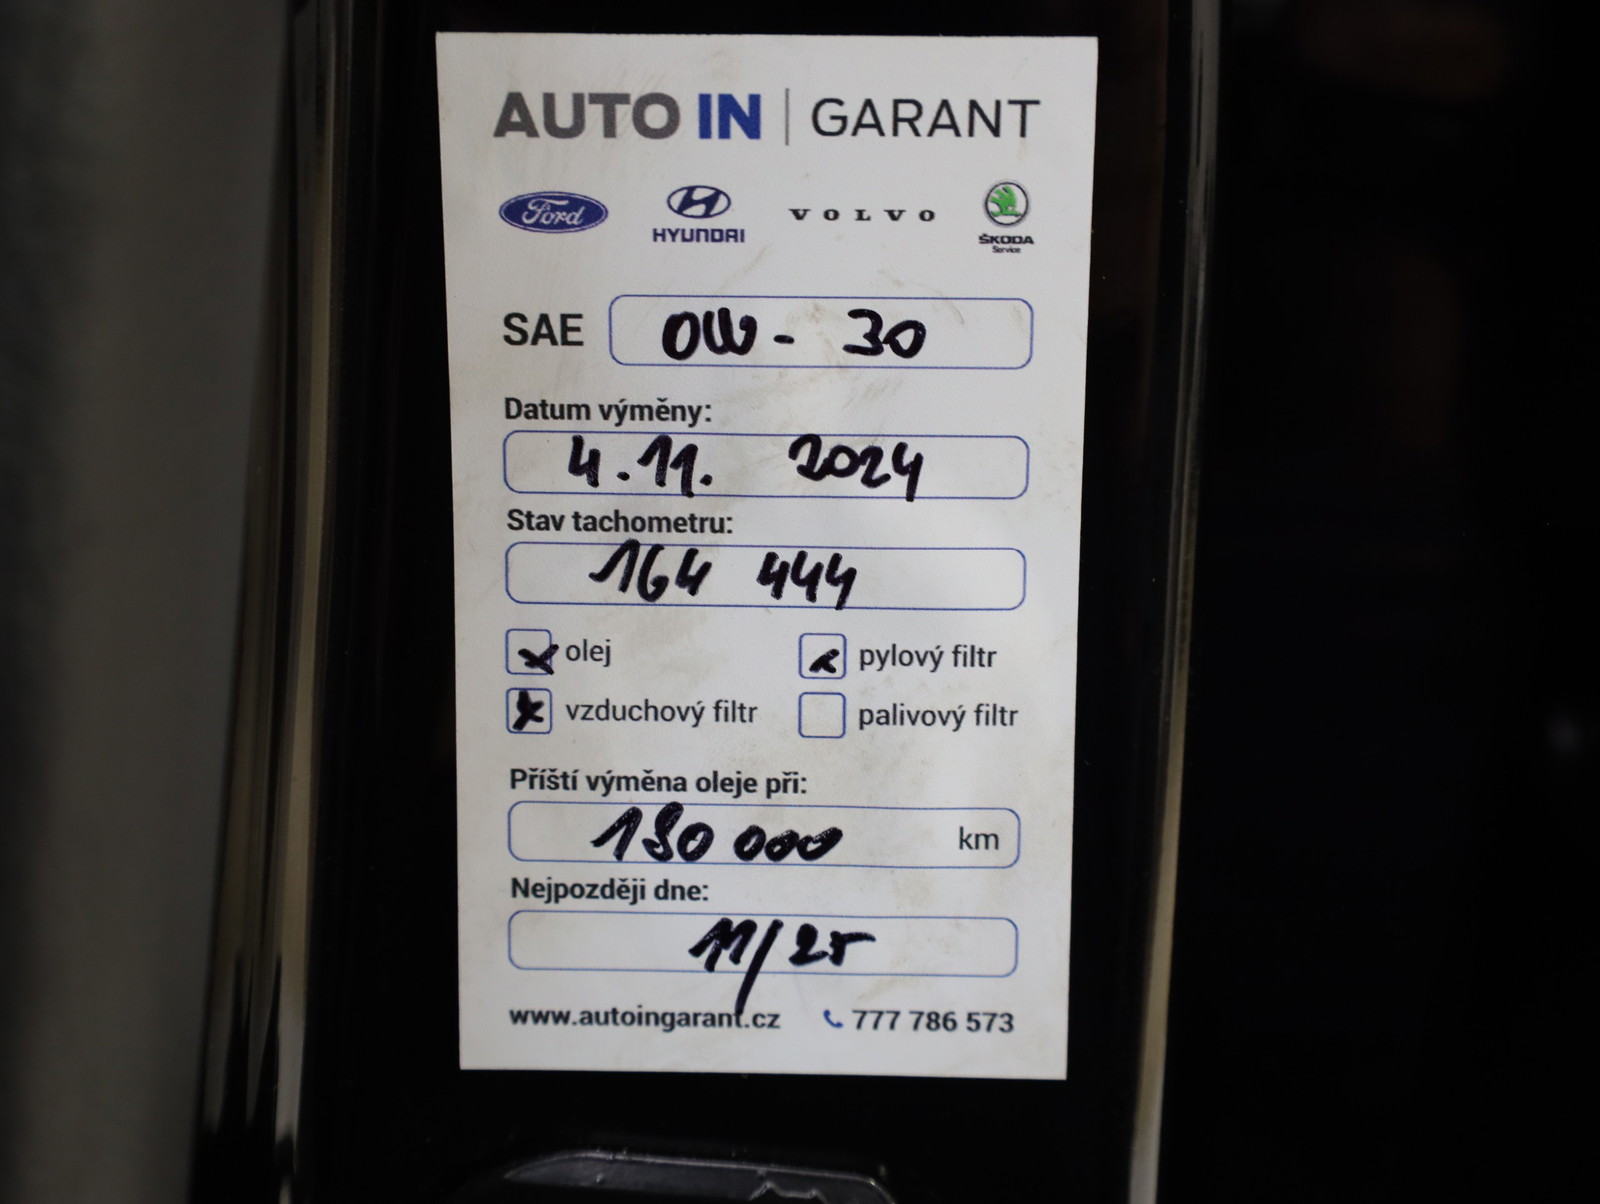 AUTO IN | GARANT
Ford HYUNDAI VOLVO ŠKODA
Service
SAE 0W - 30
Datum výměny:
4.11. 2024
Stav tachometru:
164 444
olej pylový filtr
vzduchový filtr palivový filtr
Příští výměna oleje při:
180 000 km
Nejpozději dne:
11/25
www.autoingarant.cz 777 786 573